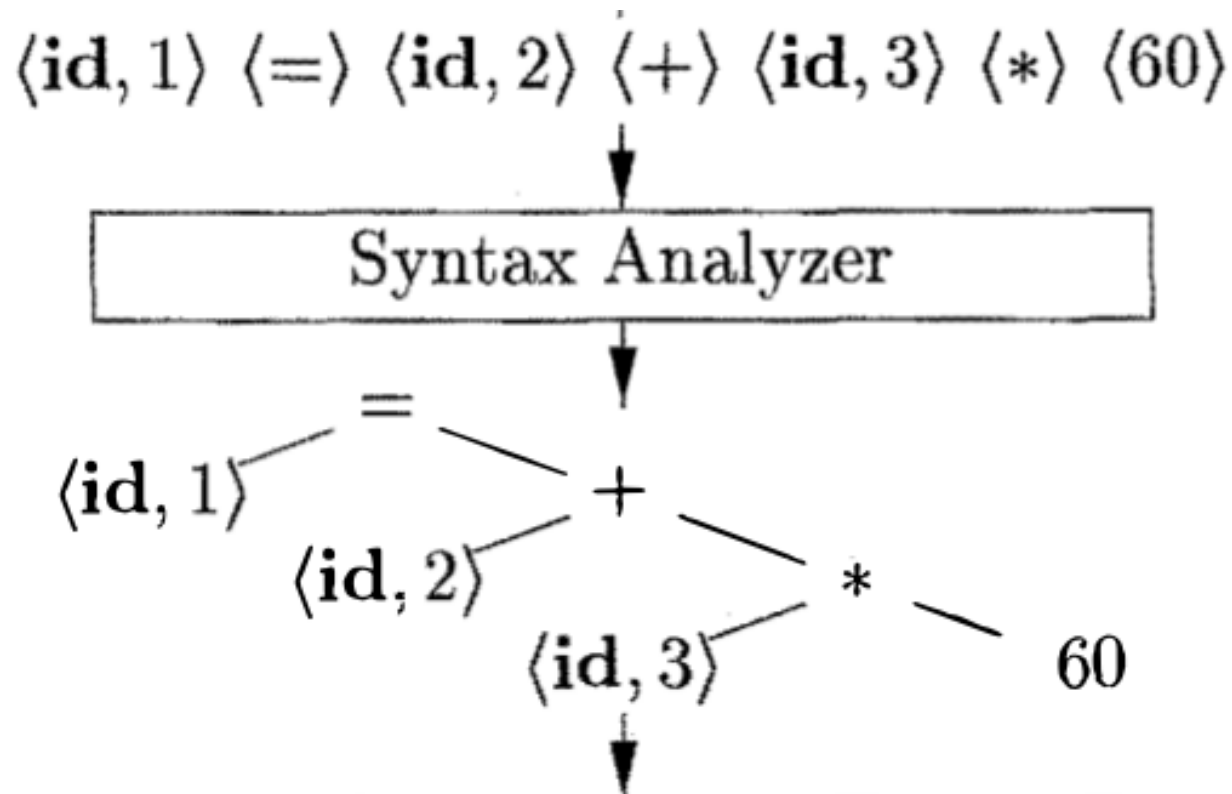 ⟨id, 1⟩ ⟨=⟩ ⟨id, 2⟩ ⟨+⟩ ⟨id, 3⟩ ⟨*⟩ ⟨60⟩
Syntax Analyzer
=
⟨id, 1⟩ +
⟨id, 2⟩ *
⟨id, 3⟩ 60